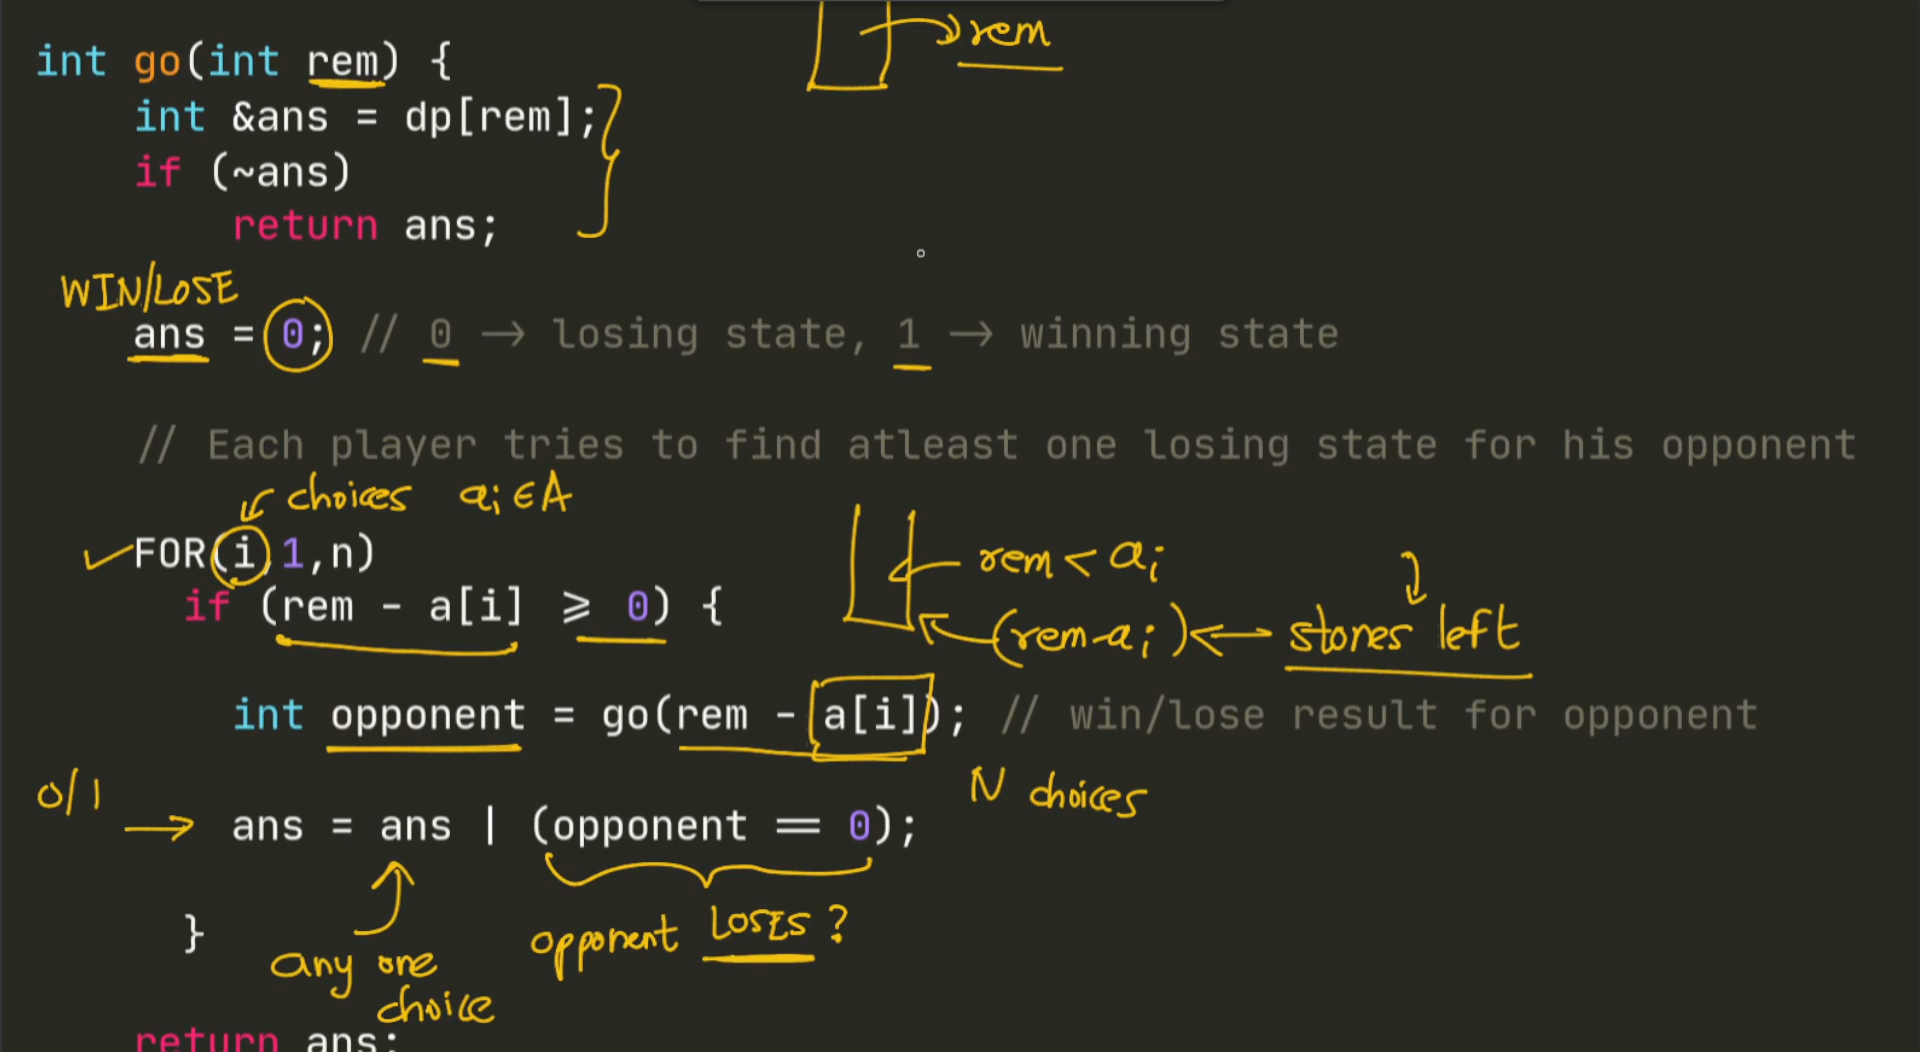 rem
int go(int rem) {
int &ans = dp[rem];
if (~ans)
return ans;
WIN/LOSE
ans = 0; // 0 → losing state, 1 → winning state
// Each player tries to find atleast one losing state for his opponent
choices ai ∈ A
FOR(i,1,n)
rem < ai
if (rem - a[i] ⩾ 0) {
(rem-ai) ↔ stones left
int opponent = go(rem - a[i]); // win/lose result for opponent
N choices
0/1
→ ans = ans | (opponent == 0);
}
opponent LOSES?
any one
choice
return ans;